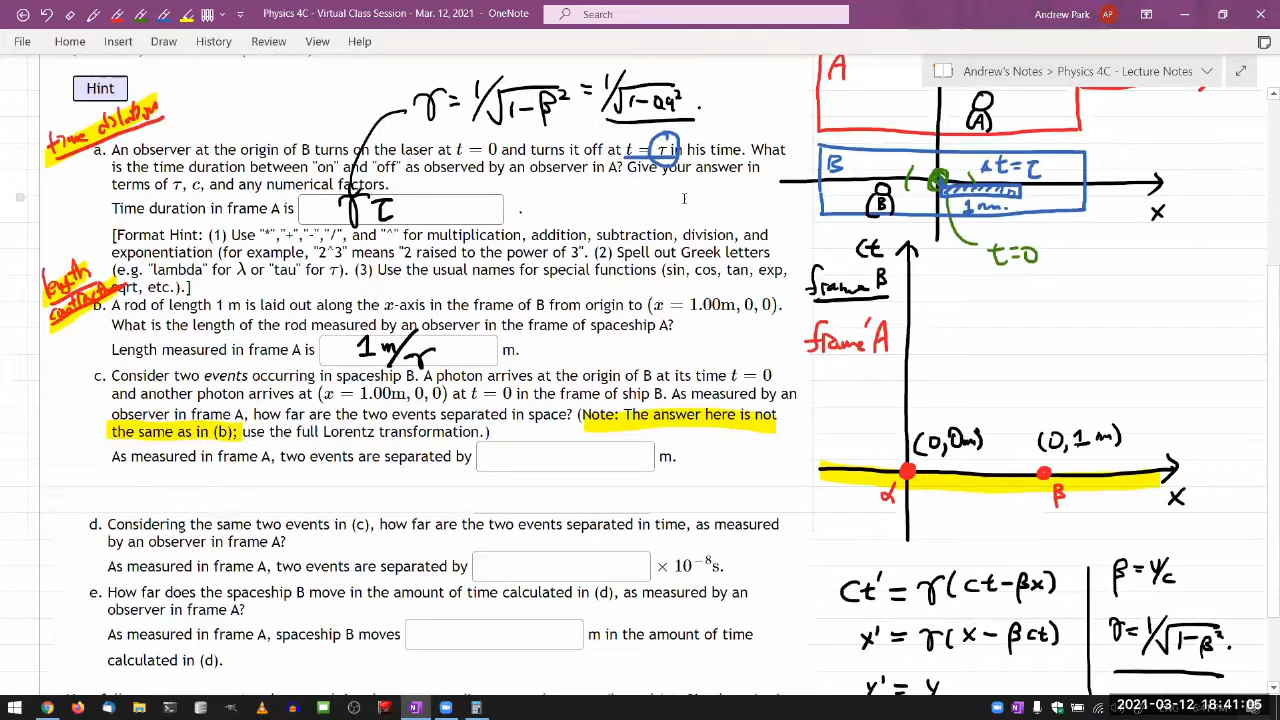 Physics 4C - Virtual Class Session - Mar. 12, 2021 - OneNote
Search
Andrew Park
AP
File
Home
Insert
Draw
History
Review
View
Help
Andrew's Notes » Physics 4C - Lecture Notes
Hint
γ = 1/√1-β² = 1/√1-0.9² .
time dilation
a. An observer at the origin of B turns on the laser at t = 0 and turns it off at t = τ in his time. What
is the time duration between "on" and "off" as observed by an observer in A? Give your answer in
terms of τ, c, and any numerical factors.
Time duration in frame A is γ τ .
[Format Hint: (1) Use "*","+","-","/", and "^" for multiplication, addition, subtraction, division, and
exponentiation (for example, "2^3" means "2 raised to the power of 3". (2) Spell out Greek letters
(e.g. "lambda" for λ or "tau" for τ). (3) Use the usual names for special functions (sin, cos, tan, exp,
sqrt, etc.).]
length
contraction
b. A rod of length 1 m is laid out along the x-axis in the frame of B from origin to (x = 1.00m, 0, 0).
What is the length of the rod measured by an observer in the frame of spaceship A?
Length measured in frame A is 1m/γ m.
c. Consider two events occurring in spaceship B. A photon arrives at the origin of B at its time t = 0
and another photon arrives at (x = 1.00m, 0, 0) at t = 0 in the frame of ship B. As measured by an
observer in frame A, how far are the two events separated in space? (Note: The answer here is not
the same as in (b); use the full Lorentz transformation.)
As measured in frame A, two events are separated by m.
d. Considering the same two events in (c), how far are the two events separated in time, as measured
by an observer in frame A?
As measured in frame A, two events are separated by × 10⁻⁸s.
e. How far does the spaceship B move in the amount of time calculated in (d), as measured by an
observer in frame A?
As measured in frame A, spaceship B moves m in the amount of time
calculated in (d).
A
A
B
Δt = τ
B
1m.
x
t=0
ct
frame B
frame' A
(0, 0m)
(0, 1m)
α
β
x
ct' = γ(ct-βx)
x' = γ(x-βct)
x' = y
β = v/c
γ = 1/√1-β² .
2021-03-12 18:41:05